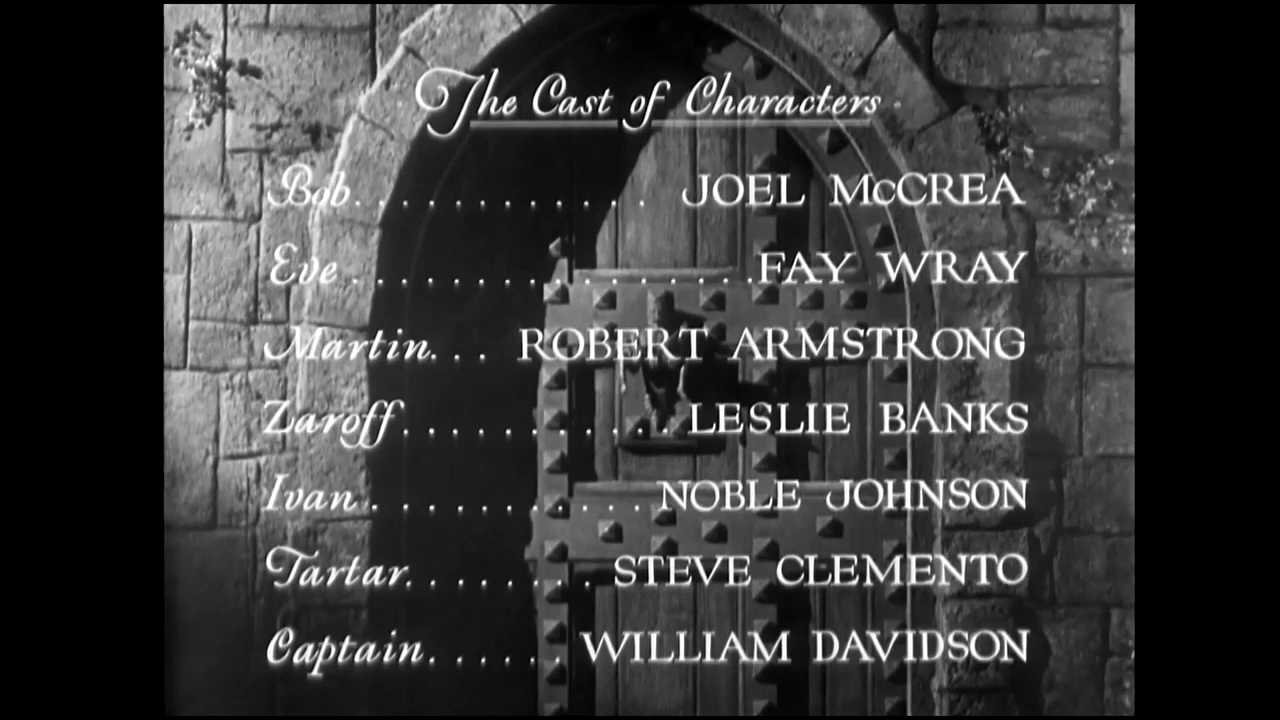 The Cast of Characters
Bob. . . . . . . . . . . . . JOEL McCREA
Eve . . . . . . . . . . . . . . . . . . .FAY WRAY
Martin. . . ROBERT ARMSTRONG
Zaroff . . . . . . . . . . . . LESLIE BANKS
Ivan . . . . . . . . . . . . . NOBLE JOHNSON
Tartar. . . . . . . . . STEVE CLEMENTO
Captain. . . . . . WILLIAM DAVIDSON